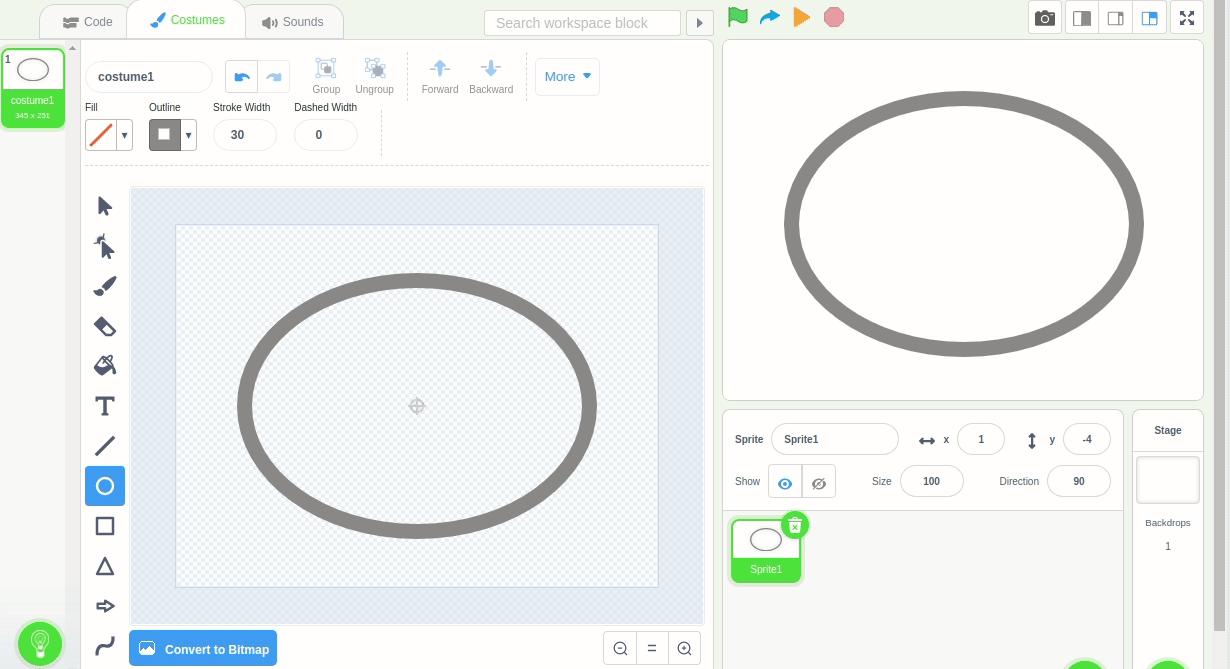 Code
Costumes
Sounds
Search workspace block
1
costume1
345 x 251
costume1
Group
Ungroup
Forward
Backward
More
Fill
Outline
Stroke Width
Dashed Width
30
0
T
Convert to Bitmap
=
Sprite
Sprite1
x
1
y
-4
Show
Size
100
Direction
90
Sprite1
Stage
Backdrops
1